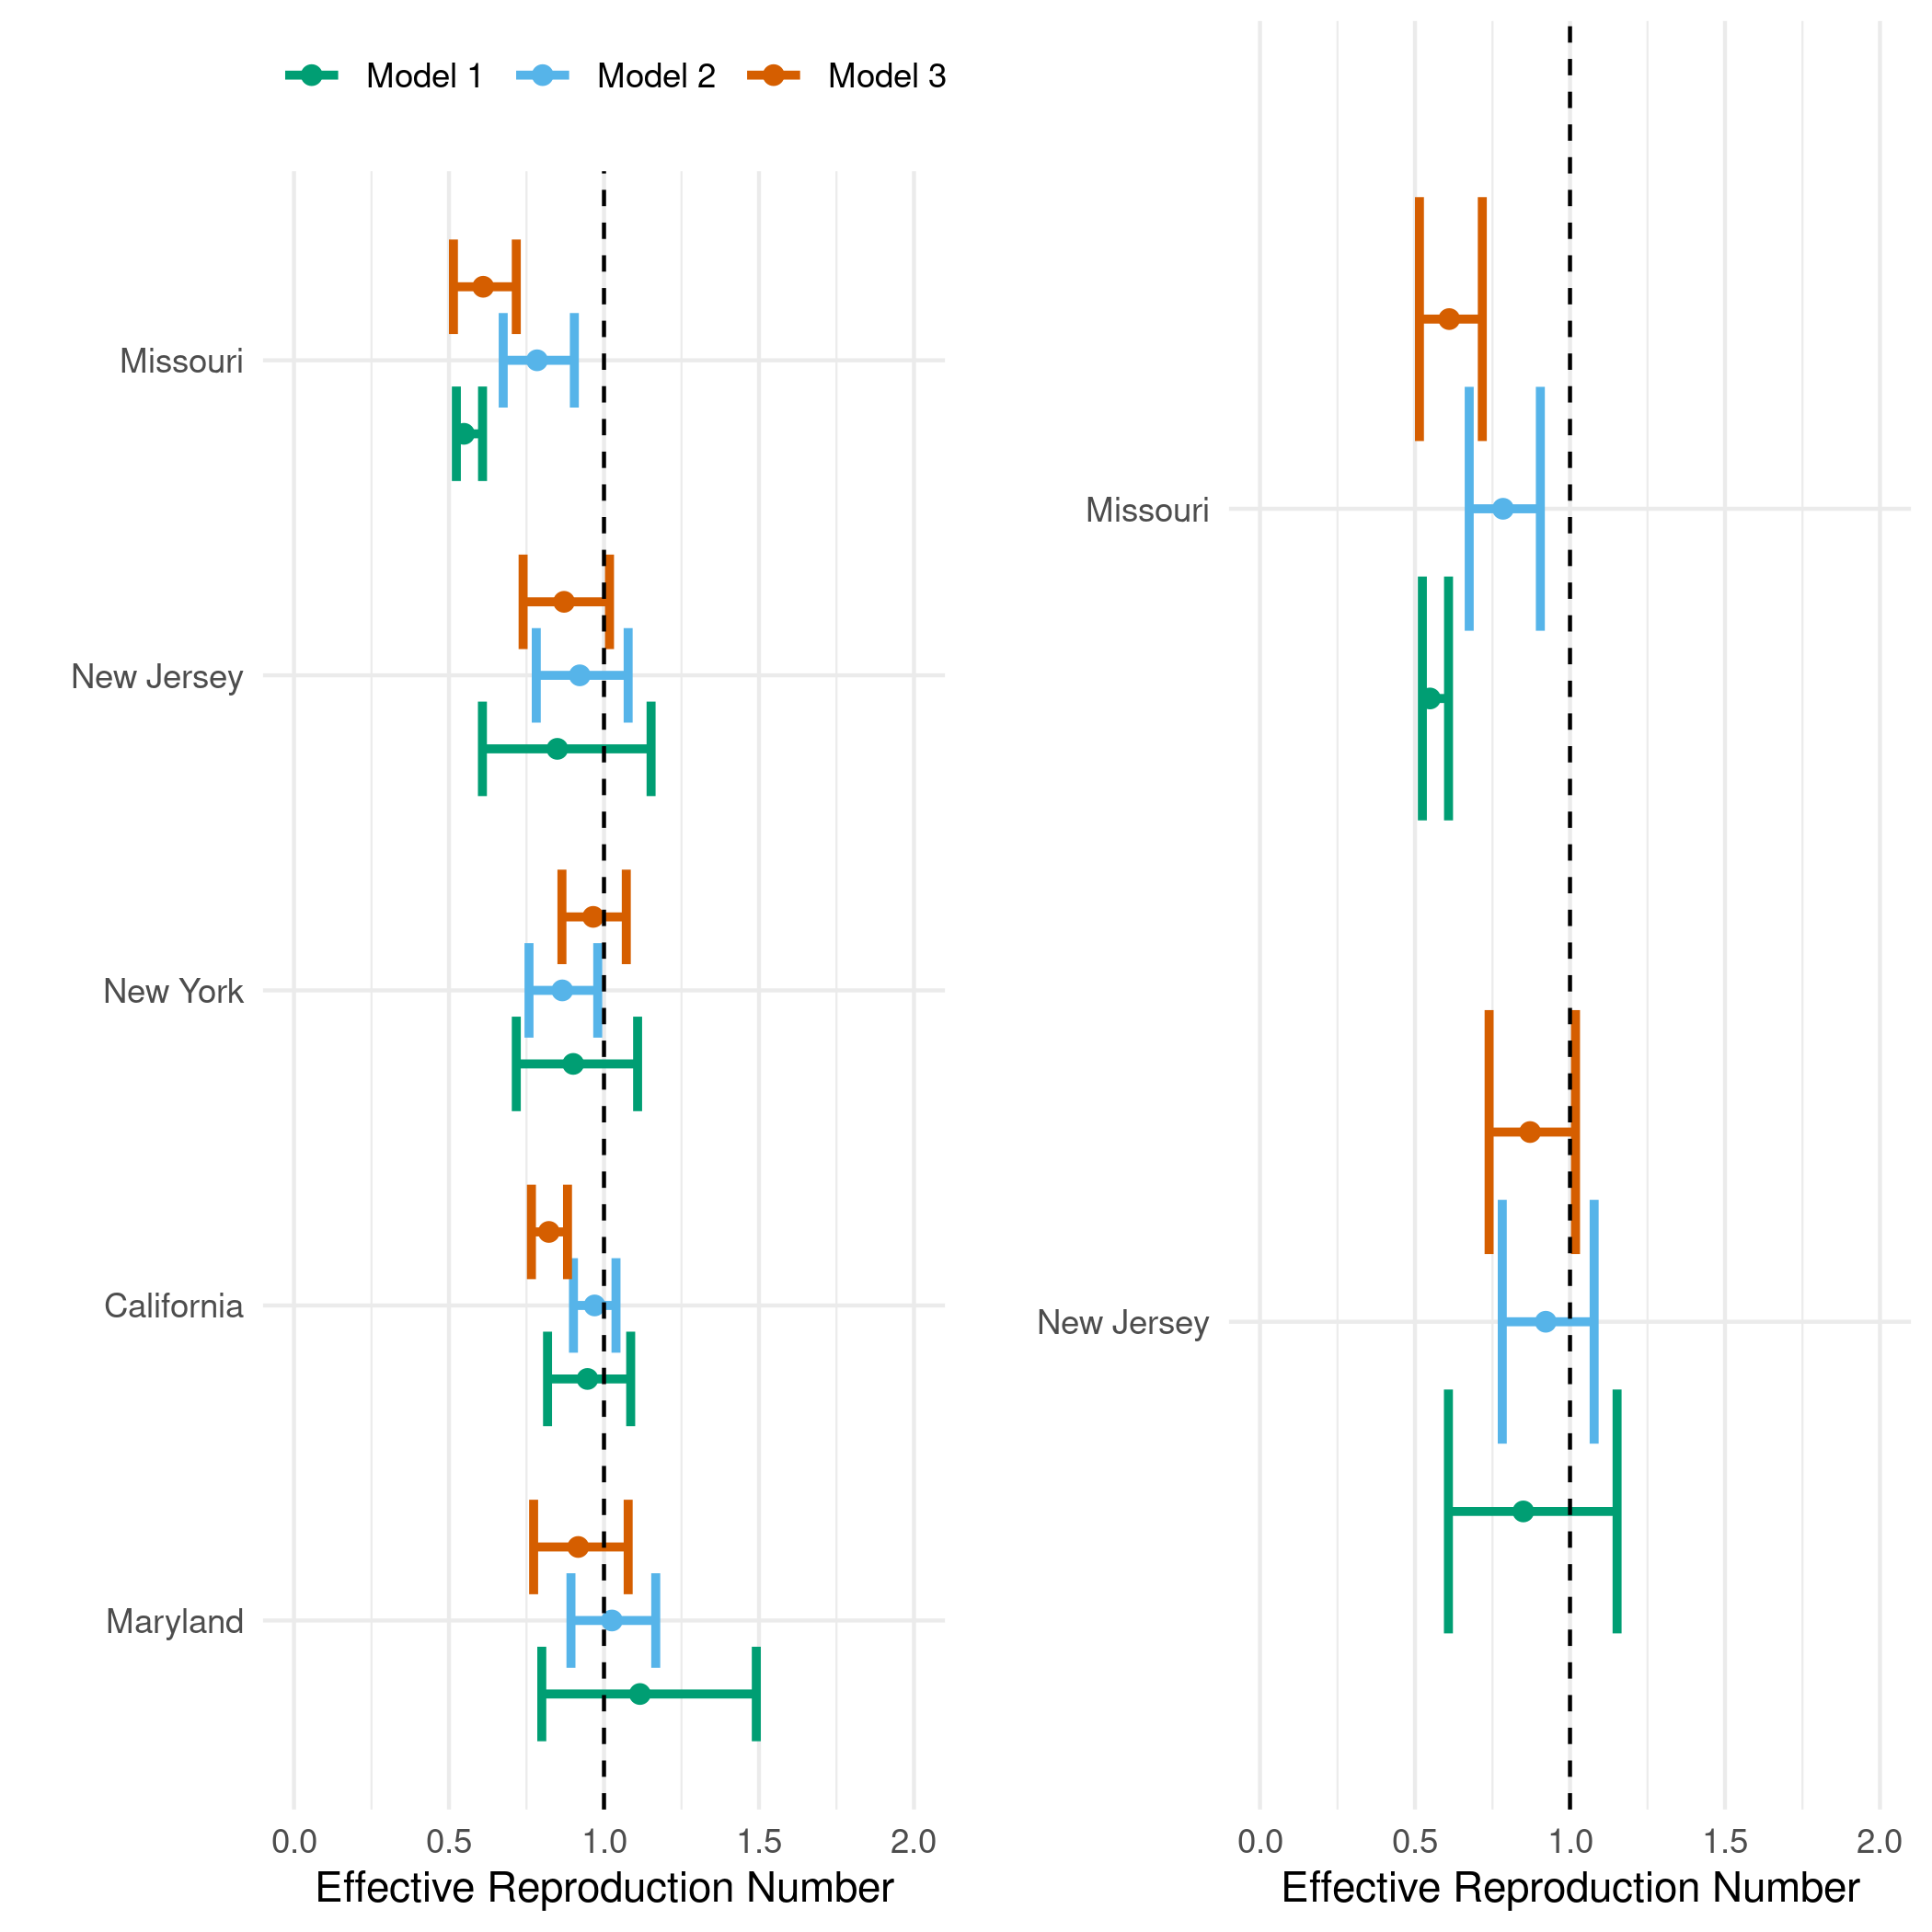 Model 1 Model 2 Model 3
Missouri
New Jersey
New York
California
Maryland
0.0 0.5 1.0 1.5 2.0
Effective Reproduction Number
Missouri
New Jersey
0.0 0.5 1.0 1.5 2.0
Effective Reproduction Number